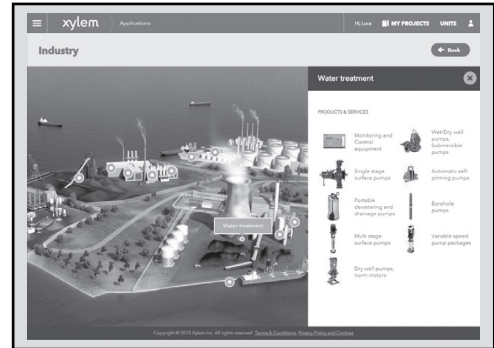 xylem
Applications
Hi, Luca
MY PROJECTS
UNITS
Industry
Back
Water treatment
PRODUCTS & SERVICES
Monitoring and
Control
equipment
Wet/Dry well
pumps,
Submersible
pumps
Single stage
surface pumps
Automatic self-
priming pumps
Portable
dewatering and
drainage pumps
Borehole
pumps
Multi stage
surface pumps
Variable speed
pump packages
Dry well pumps,
norm motors
Water treatment
Copyright © 2015 Xylem Inc. All rights reserved. Terms & Conditions, Privacy Policy and Cookies